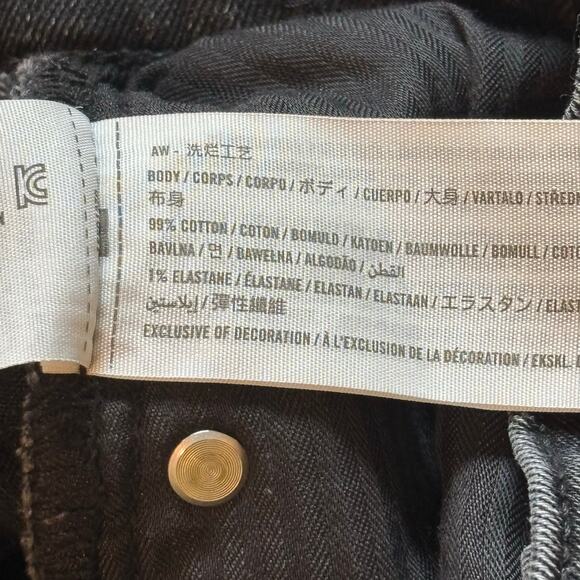 AW - 洗烂工艺
BODY / CORPS / CORPO / ボディ / CUERPO / 大身 / VARTALO / STŘEDN
布身
99% COTTON / COTON / BOMULD / KATOEN / BAUMWOLLE / BOMULL / COTO
BAVLNA / 면 / BAWEŁNA / ALGODÃO / القطن
1% ELASTANE / ÉLASTANE / ELASTAN / ELASTAAN / エラスタン / ELAST
إيلاستين / 彈性纖維
EXCLUSIVE OF DECORATION / À L'EXCLUSION DE LA DÉCORATION / EKSKL.